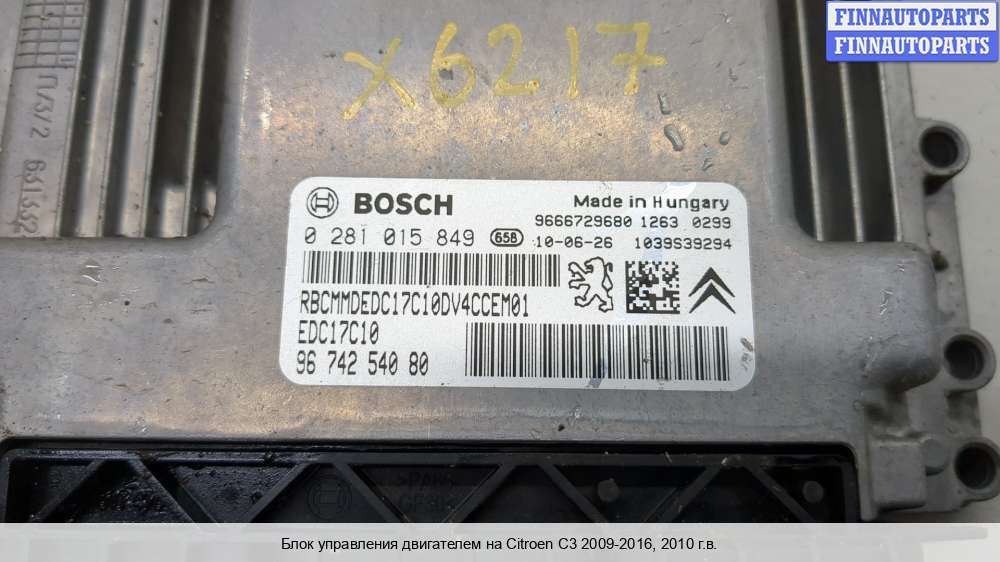 FINNAUTOPARTS
FINNAUTOPARTS
X6217
BOSCH
Made in Hungary
9666729680 1263 0299
0 281 015 849 65B 10-06-26 1039S39294
RBCMMDEDC17C10DV4CCEM01
EDC17C10
96 742 540 80
Блок управления двигателем на Citroen C3 2009-2016, 2010 г.в.